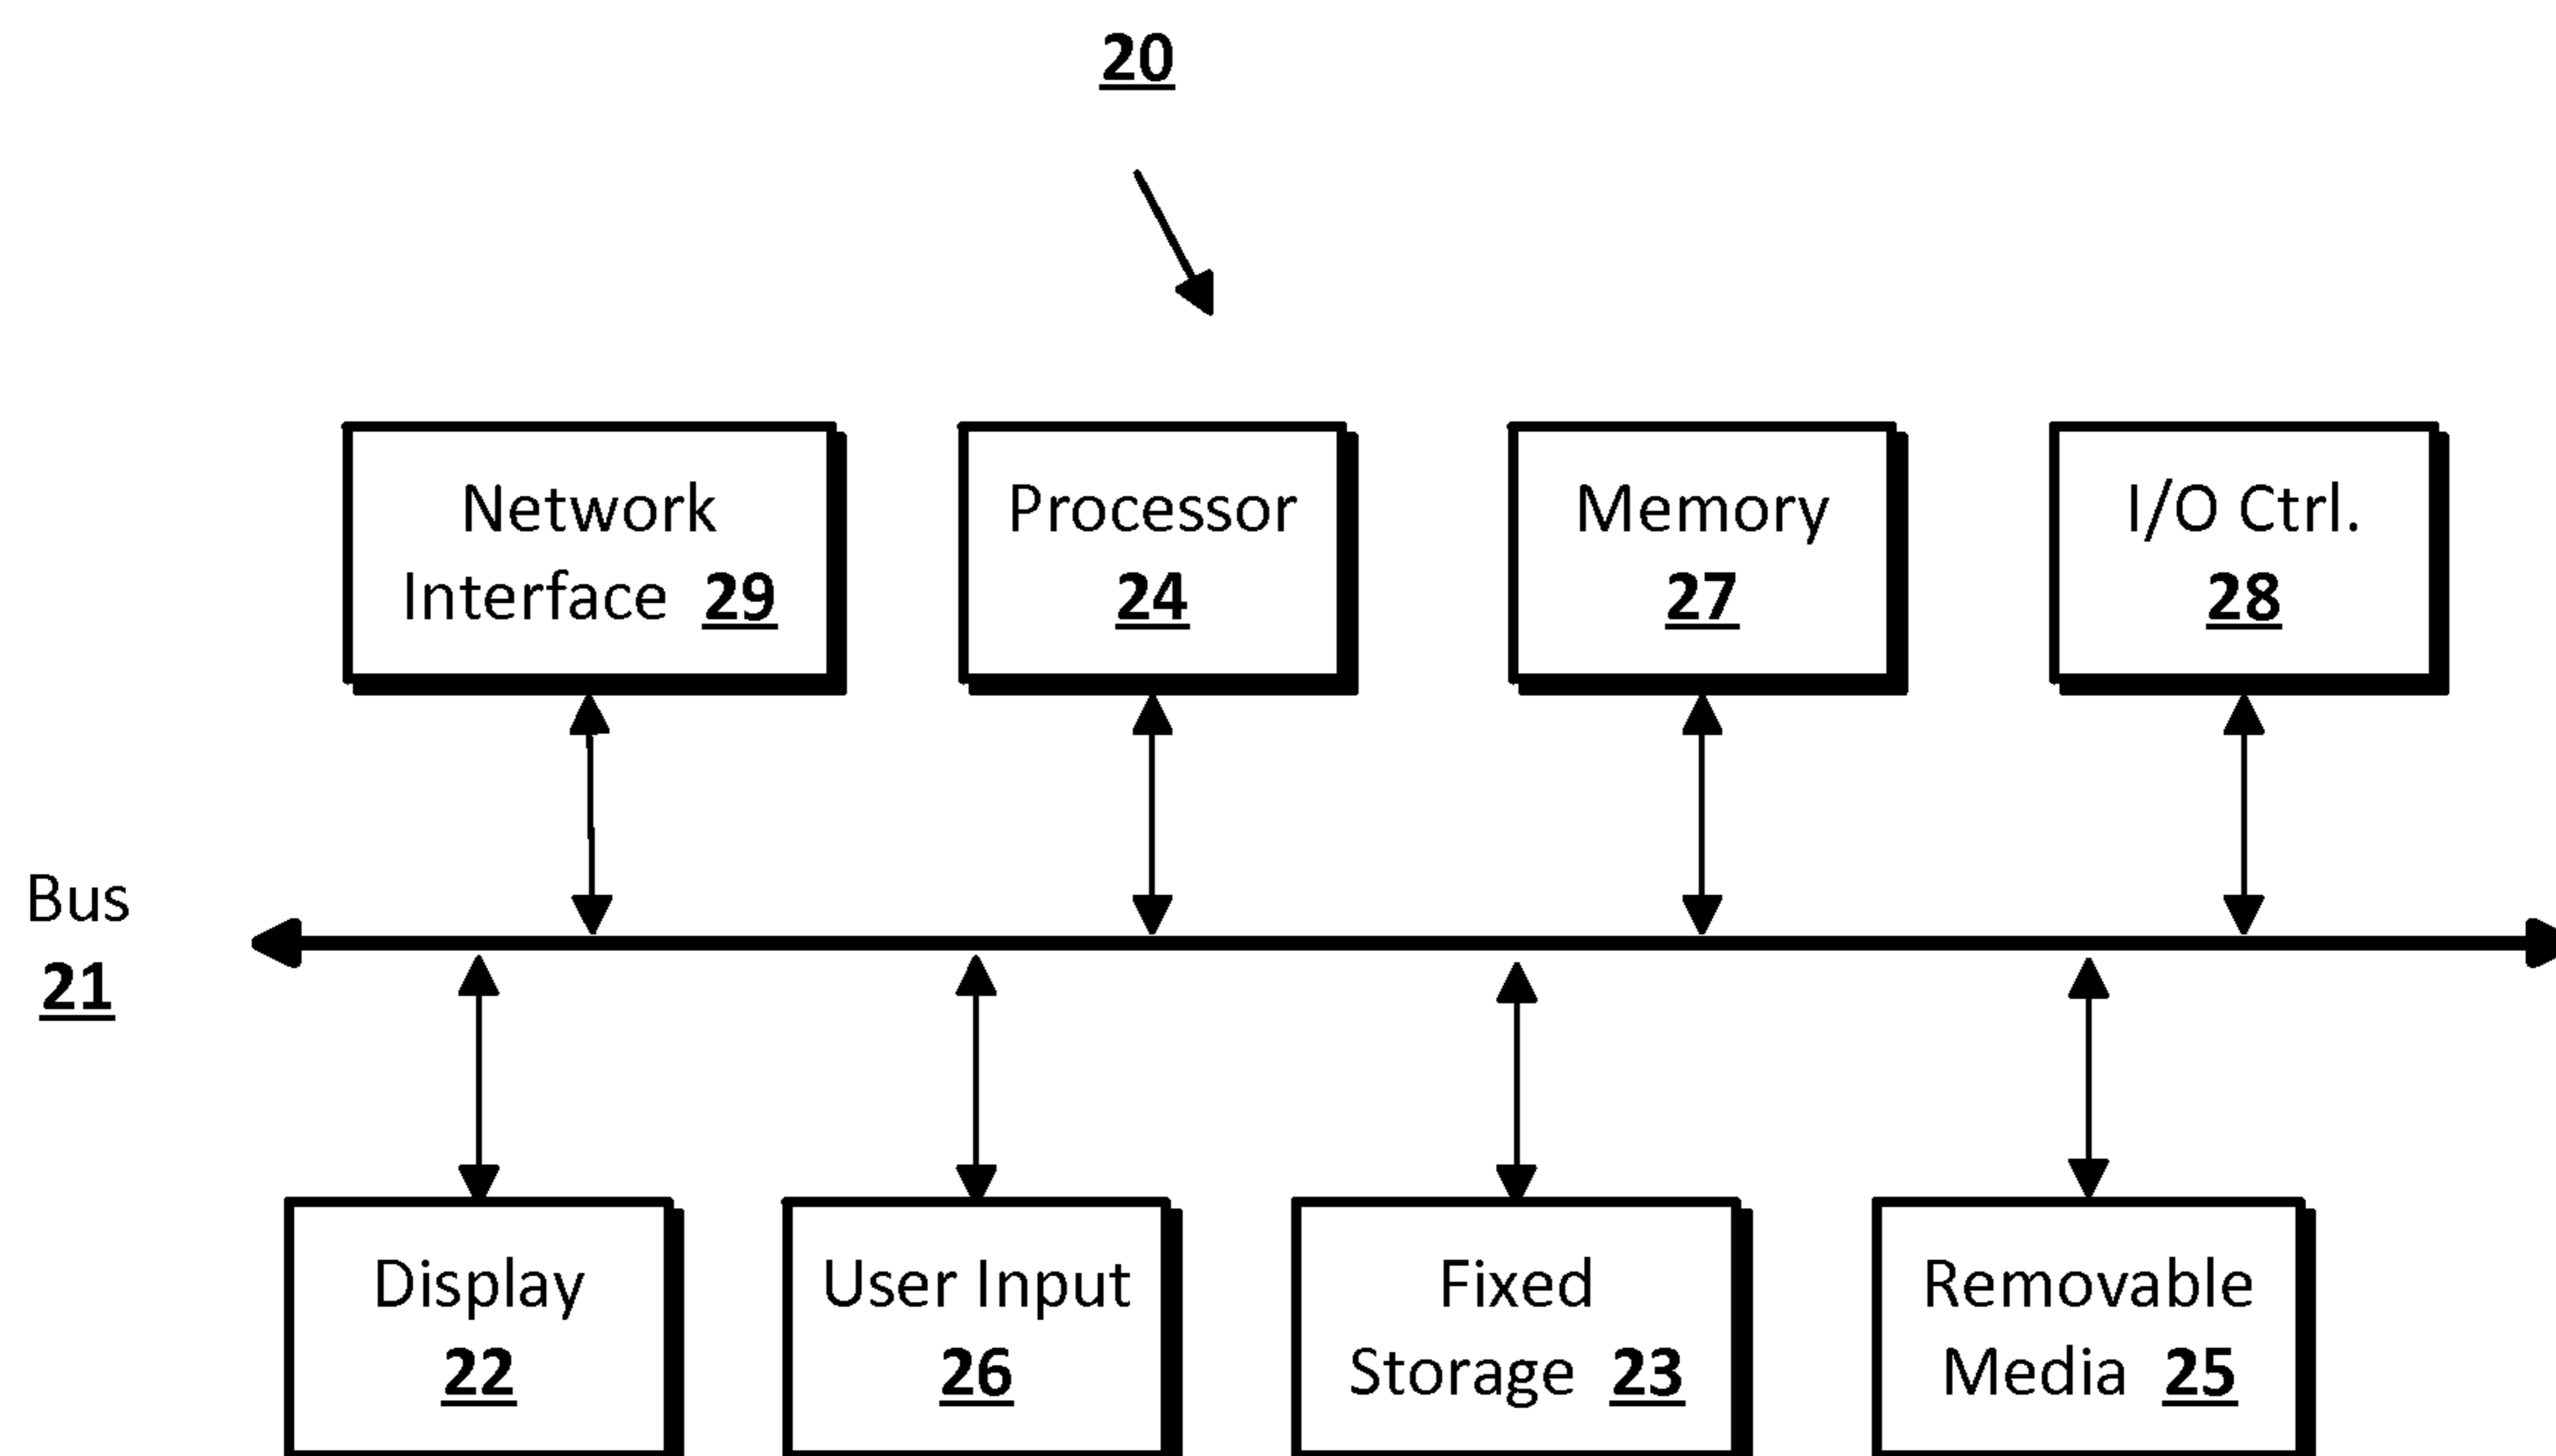 20
Network
Interface 29
Processor
24
Memory
27
I/O Ctrl.
28
Bus
21
Display
22
User Input
26
Fixed
Storage 23
Removable
Media 25